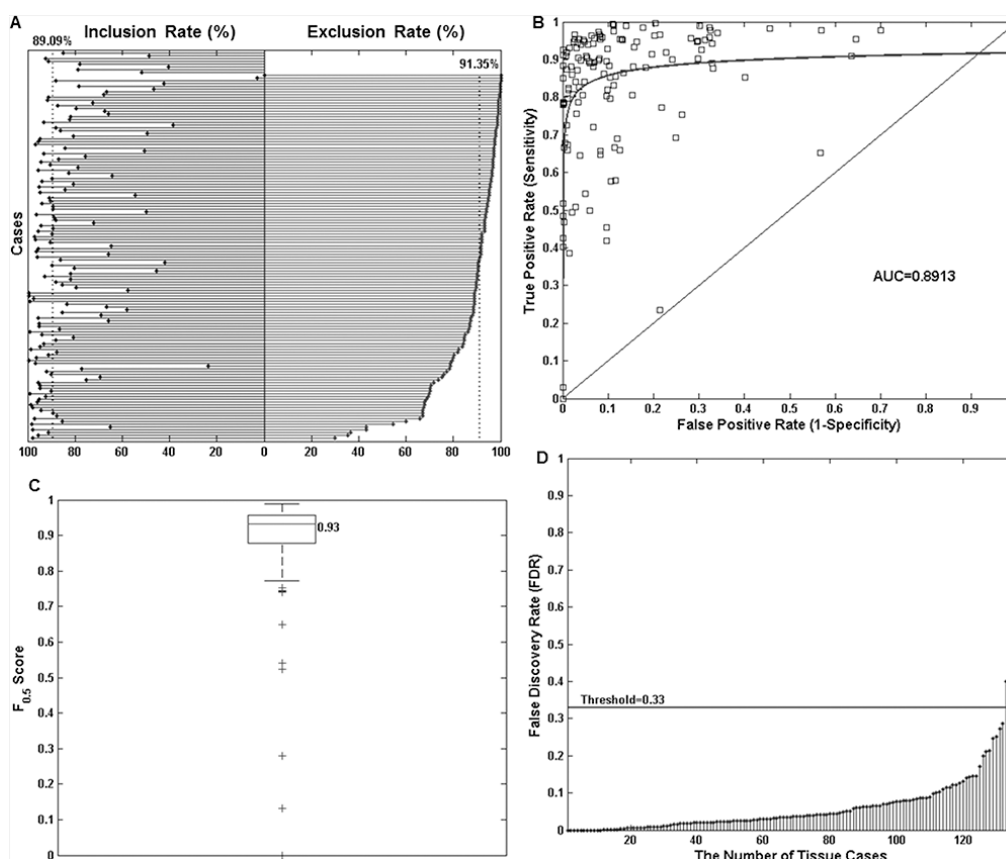 A
Inclusion Rate (%)
Exclusion Rate (%)
89.09%
91.35%
Cases
100 80 60 40 20 0 20 40 60 80 100
B
1
0.9
0.8
0.7
0.6
0.5
0.4
0.3
0.2
0.1
0
True Positive Rate (Sensitivity)
AUC=0.8913
0 0.1 0.2 0.3 0.4 0.5 0.6 0.7 0.8 0.9
False Positive Rate (1-Specificity)
C
1
0.9
0.8
0.7
0.6
0.5
0.4
0.3
0.2
0.1
0
F0.5 Score
0.93
D
1
0.9
0.8
0.7
0.6
0.5
0.4
0.3
0.2
0.1
0
False Discovery Rate (FDR)
Threshold=0.33
20 40 60 80 100 120
The Number of Tissue Cases